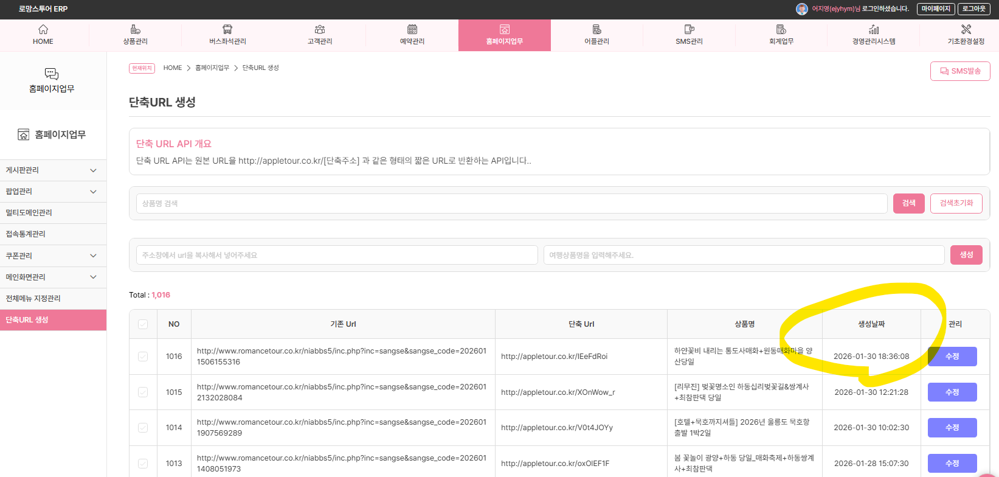 로망스투어 ERP
어지영(ejyhym)님 로그인하셨습니다.
마이페이지
로그아웃
HOME
상품관리
버스좌석관리
고객관리
예약관리
홈페이지업무
어플관리
SMS관리
회계업무
경영관리시스템
기초환경설정
홈페이지업무
홈페이지업무
게시판관리
팝업관리
멀티도메인관리
접속통계관리
쿠폰관리
메인화면관리
전체메뉴 지정관리
단축URL 생성
현재위치 HOME > 홈페이지업무 > 단축URL 생성
SMS발송
단축URL 생성
단축 URL API 개요
단축 URL API는 원본 URL을 http://appletour.co.kr/[단축주소] 과 같은 형태의 짧은 URL로 반환하는 API입니다..
상품명 검색
검색
검색초기화
주소창에서 url을 복사해서 넣어주세요
여행상품명을 입력해주세요.
생성
Total : 1,016
NO 기존 Url 단축 Url 상품명 생성날짜 관리
1016
http://www.romancetour.co.kr/niabbs5/inc.php?inc=sangse&sangse_code=202601
1506155316
http://appletour.co.kr/IEeFdRoi
하얀꽃비 내리는 통도사매화+원동매화마을 양
산당일
2026-01-30 18:36:08
수정
1015
http://www.romancetour.co.kr/niabbs5/inc.php?inc=sangse&sangse_code=202601
2132028084
http://appletour.co.kr/XOnWow_r
[리무진] 벚꽃명소인 하동십리벚꽃길&쌍계사
+최참판댁 당일
2026-01-30 12:21:28
수정
1014
http://www.romancetour.co.kr/niabbs5/inc.php?inc=sangse&sangse_code=202601
1907569289
http://appletour.co.kr/V0t4JOYy
[호텔+묵호까지셔틀] 2026년 울릉도 묵호항
출발 1박2일
2026-01-30 10:02:30
수정
1013
http://www.romancetour.co.kr/niabbs5/inc.php?inc=sangse&sangse_code=202601
1408051973
http://appletour.co.kr/oxOIEF1F
봄 꽃놀이 광양+하동 당일_매화축제+하동쌍계
사+최참판댁
2026-01-28 15:07:30
수정